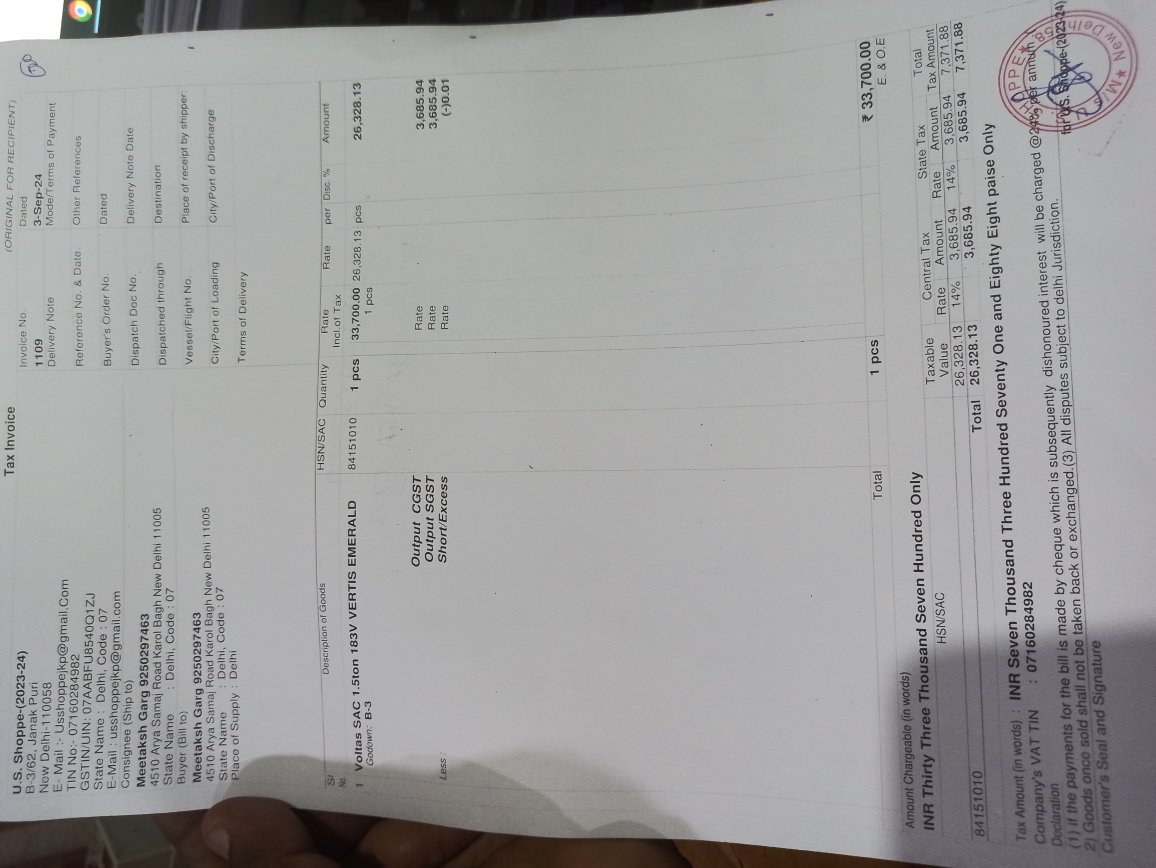 Tax Invoice
(ORIGINAL FOR RECIPIENT)
U.S. Shoppe-(2023-24)
B-3/62, Janak Puri
New Delhi-110058
E- Mail :- Usshoppejkp@gmail.Com
TIN No:- 07160284982
GSTIN/UIN: 07AABFU8540Q1ZJ
State Name : Delhi, Code : 07
E-Mail : usshoppejkp@gmail.com
Consignee (Ship to)
Meetaksh Garg 9250297463
4510 Arya Samaj Road Karol Bagh New Delhi 11005
State Name : Delhi, Code : 07
Buyer (Bill to)
Meetaksh Garg 9250297463
4510 Arya Samaj Road Karol Bagh New Delhi 11005
State Name : Delhi, Code : 07
Place of Supply : Delhi
Invoice No. Dated
1109 3-Sep-24
Delivery Note Mode/Terms of Payment
Reference No. & Date. Other References
Buyer's Order No. Dated
Dispatch Doc No. Delivery Note Date
Dispatched through Destination
Vessel/Flight No. Place of receipt by shipper:
City/Port of Loading City/Port of Discharge
Terms of Delivery
Sl Description of Goods HSN/SAC Quantity Rate Rate per Disc. % Amount
No. Incl.of Tax
1 Voltas SAC 1.5ton 183V VERTIS EMERALD 84151010 1 pcs 33,700.00 26,328.13 pcs 26,328.13
Godown: B-3 1 pcs
Output CGST Rate 3,685.94
Output SGST Rate 3,685.94
Less : Short/Excess Rate (-)0.01
Total 1 pcs ₹ 33,700.00
E. & O.E
Amount Chargeable (in words)
INR Thirty Three Thousand Seven Hundred Only
HSN/SAC Taxable Central Tax State Tax Total
Value Rate Amount Rate Amount Tax Amount
84151010 26,328.13 14% 3,685.94 14% 3,685.94 7,371.88
Total 26,328.13 3,685.94 3,685.94 7,371.88
Tax Amount (in words) : INR Seven Thousand Three Hundred Seventy One and Eighty Eight paise Only
Company's VAT TIN : 07160284982
Declaration
(1) if the payments for the bill is made by cheque which is subsequently dishonoured interest will be charged @24% per annum
2) Goods once sold shall not be taken back or exchanged.(3) All disputes subject to delhi Jurisdiction.
for U.S. Shoppe-(2023-24)
Customer's Seal and Signature
New Delhi